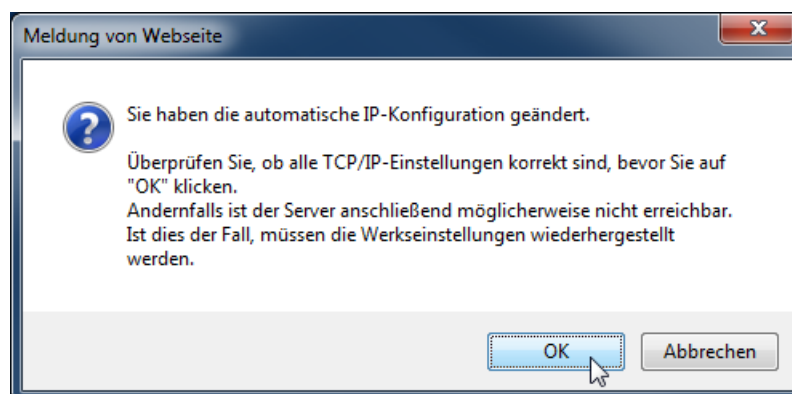 Meldung von Webseite
x
Sie haben die automatische IP-Konfiguration geändert.
Überprüfen Sie, ob alle TCP/IP-Einstellungen korrekt sind, bevor Sie auf
"OK" klicken.
Andernfalls ist der Server anschließend möglicherweise nicht erreichbar.
Ist dies der Fall, müssen die Werkseinstellungen wiederhergestellt
werden.
OK
Abbrechen